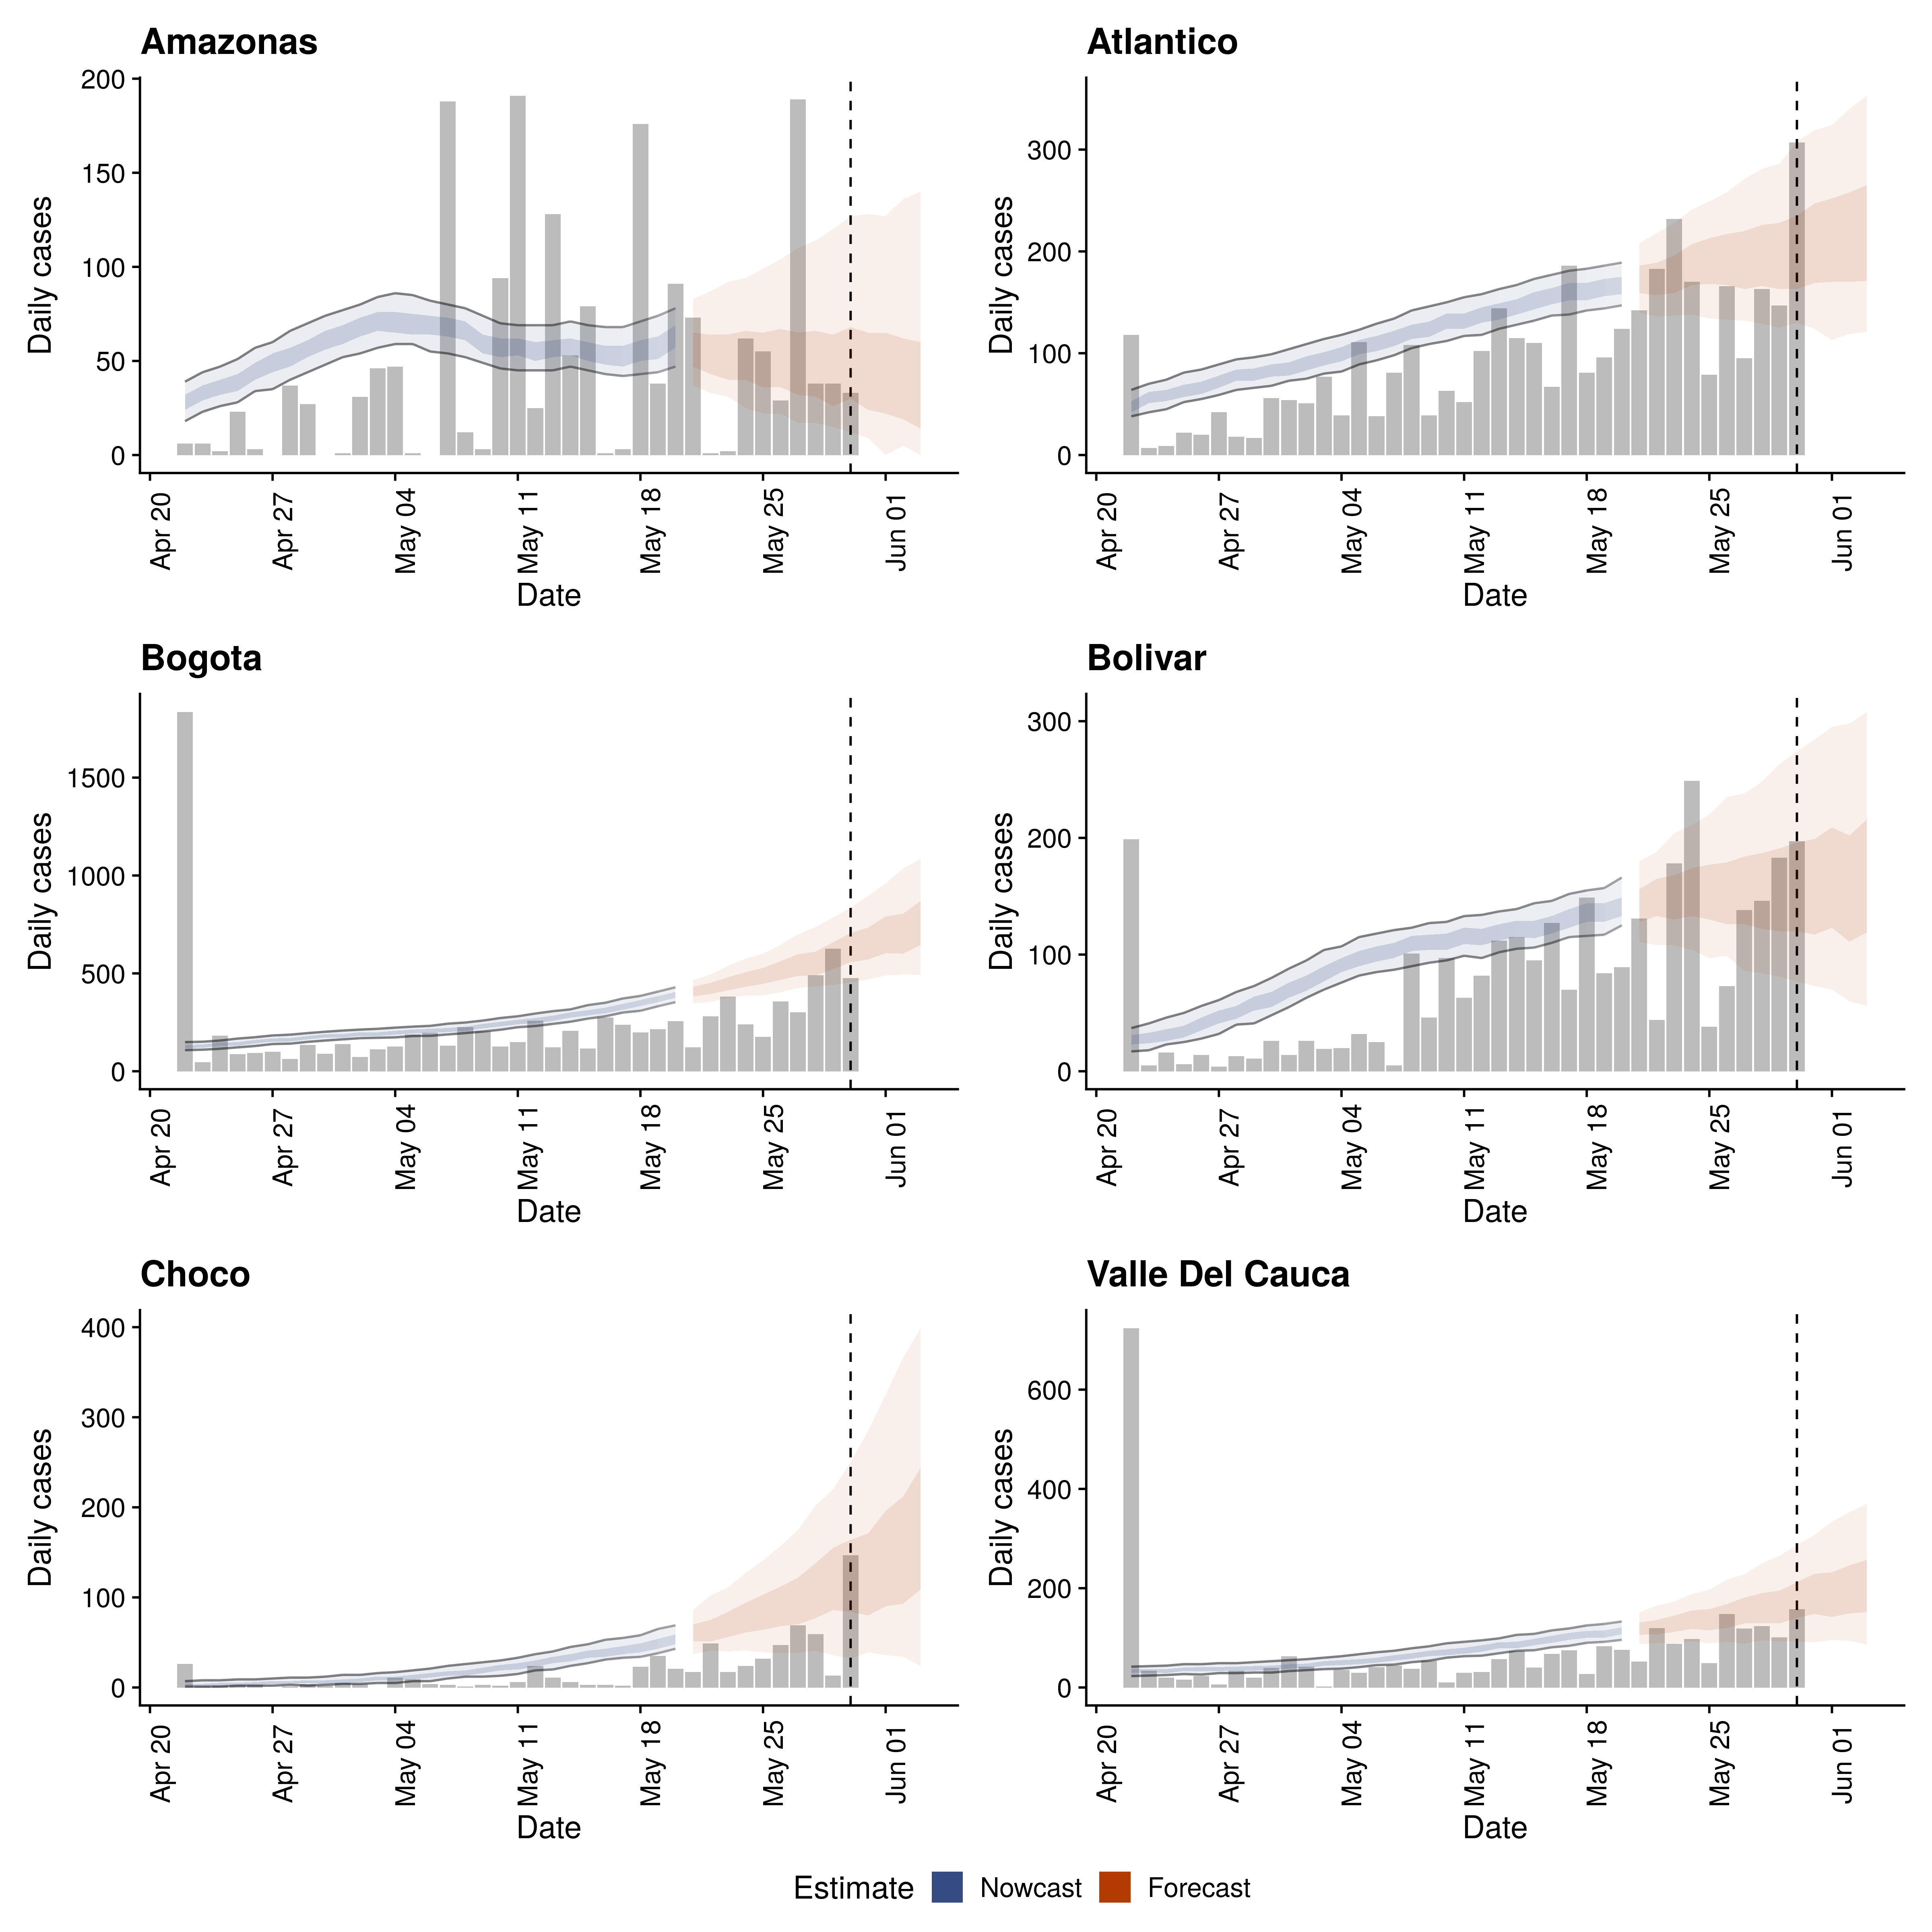 Amazonas
Daily cases
200
150
100
50
0
Apr 20
Apr 27
May 04
May 11
May 18
May 25
Jun 01
Date
Atlantico
Daily cases
300
200
100
0
Apr 20
Apr 27
May 04
May 11
May 18
May 25
Jun 01
Date
Bogota
Daily cases
1500
1000
500
0
Apr 20
Apr 27
May 04
May 11
May 18
May 25
Jun 01
Date
Bolivar
Daily cases
300
200
100
0
Apr 20
Apr 27
May 04
May 11
May 18
May 25
Jun 01
Date
Choco
Daily cases
400
300
200
100
0
Apr 20
Apr 27
May 04
May 11
May 18
May 25
Jun 01
Date
Valle Del Cauca
Daily cases
600
400
200
0
Apr 20
Apr 27
May 04
May 11
May 18
May 25
Jun 01
Date
Estimate Nowcast Forecast